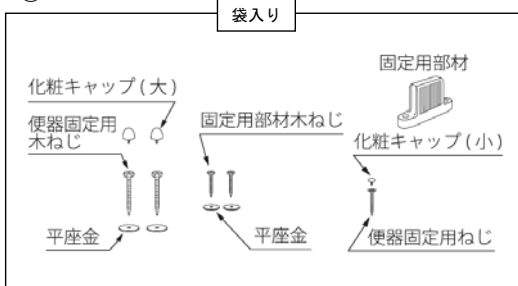 袋入り
化粧キャップ(大)
便器固定用
木ねじ
平座金
固定用部材木ねじ
平座金
固定用部材
化粧キャップ(小)
便器固定用ねじ